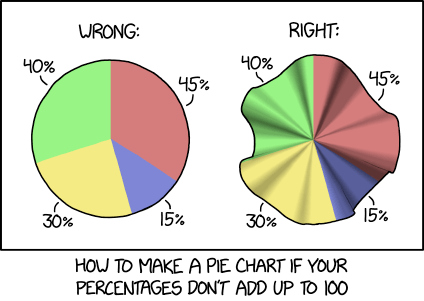 WRONG:
40%
45%
30%
15%
RIGHT:
40%
45%
30%
15%
HOW TO MAKE A PIE CHART IF YOUR
PERCENTAGES DON'T ADD UP TO 100